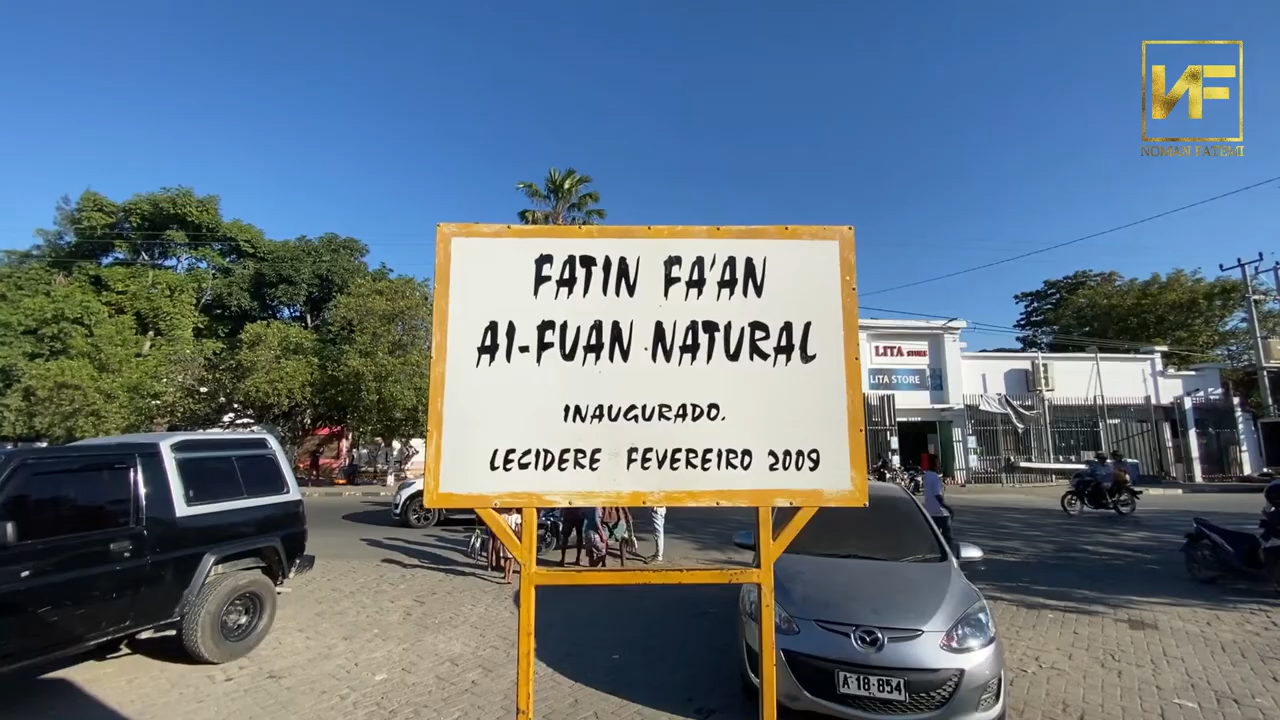 NF
NOMAN FATEMI
FATIN FA'AN
AI-FUAN NATURAL
INAUGURADO.
LECIDERE FEVEREIRO 2009
LITA STORE
LITA STORE
A 18-854